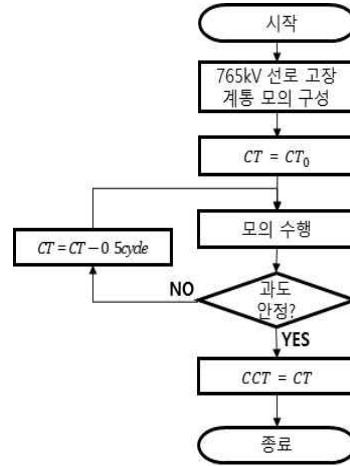 시작
765kV 선로 고장
계통 모의 구성
CT = CT₀
모의 수행
CT = CT − 0 5cycle
과도
안정?
NO
YES
CCT = CT
종료